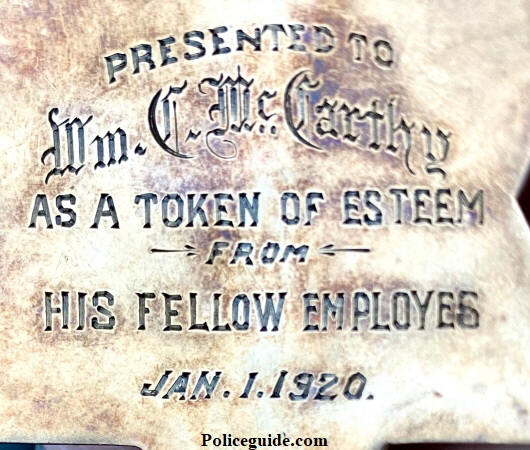 PRESENTED TO
Wm. C. McCarthy
AS A TOKEN OF ESTEEM
FROM
HIS FELLOW EMPLOYES
JAN. 1. 1920.
Policeguide.com